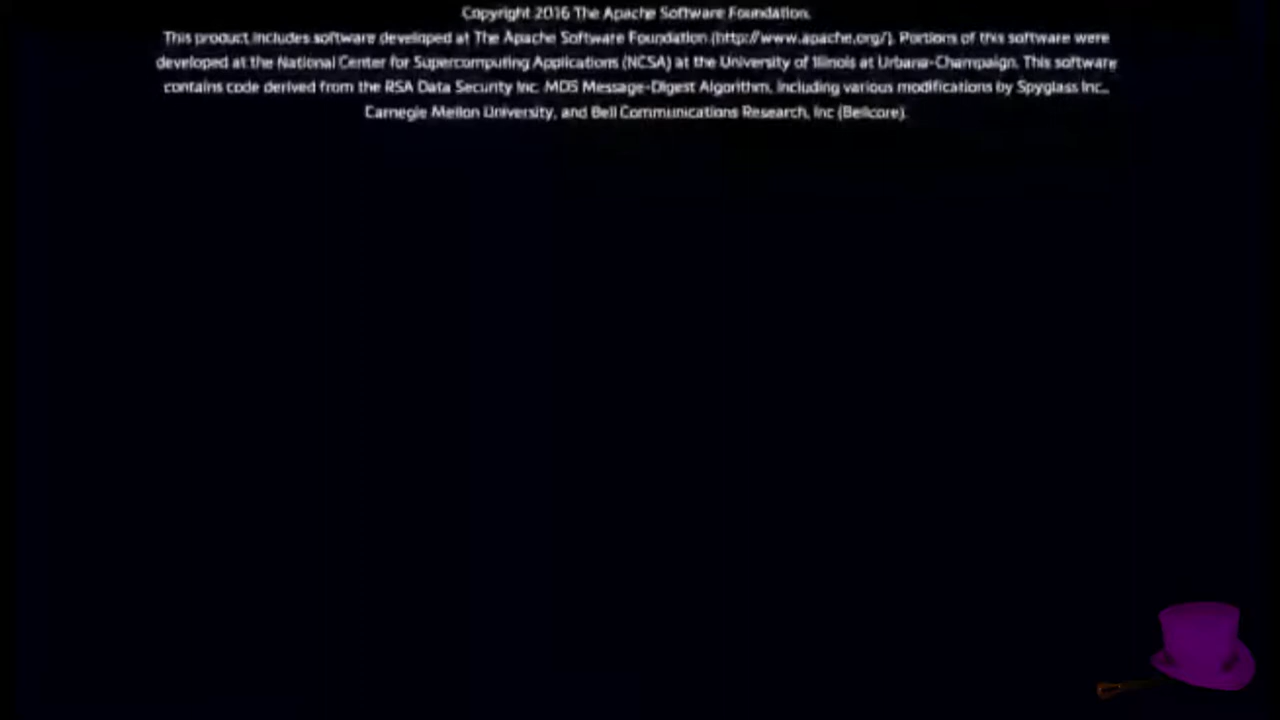 Copyright 2016 The Apache Software Foundation.
This product includes software developed at The Apache Software Foundation (http://www.apache.org/). Portions of this software were
developed at the National Center for Supercomputing Applications (NCSA) at the University of Illinois at Urbana-Champaign. This software
contains code derived from the RSA Data Security Inc. MD5 Message-Digest Algorithm, including various modifications by Spyglass Inc.,
Carnegie Mellon University, and Bell Communications Research, Inc (Bellcore).